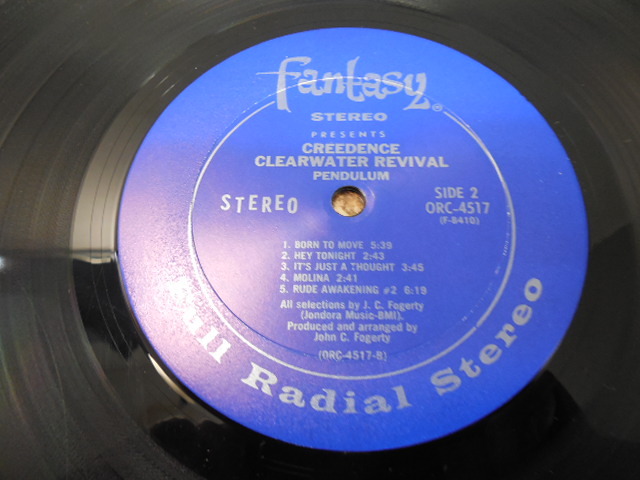 Fantasy®
STEREO
PRESENTS
CREEDENCE
CLEARWATER REVIVAL
PENDULUM
STEREO
SIDE 2
ORC-4517
(F-8410)
1. BORN TO MOVE 5:39
2. HEY TONIGHT 2:43
3. IT'S JUST A THOUGHT 3:45
4. MOLINA 2:41
5. RUDE AWAKENING #2 6:19
All selections by J. C. Fogerty
(Jondora Music-BMI).
Produced and arranged by
John C. Fogerty
(ORC-4517-B)
Full Radial Stereo